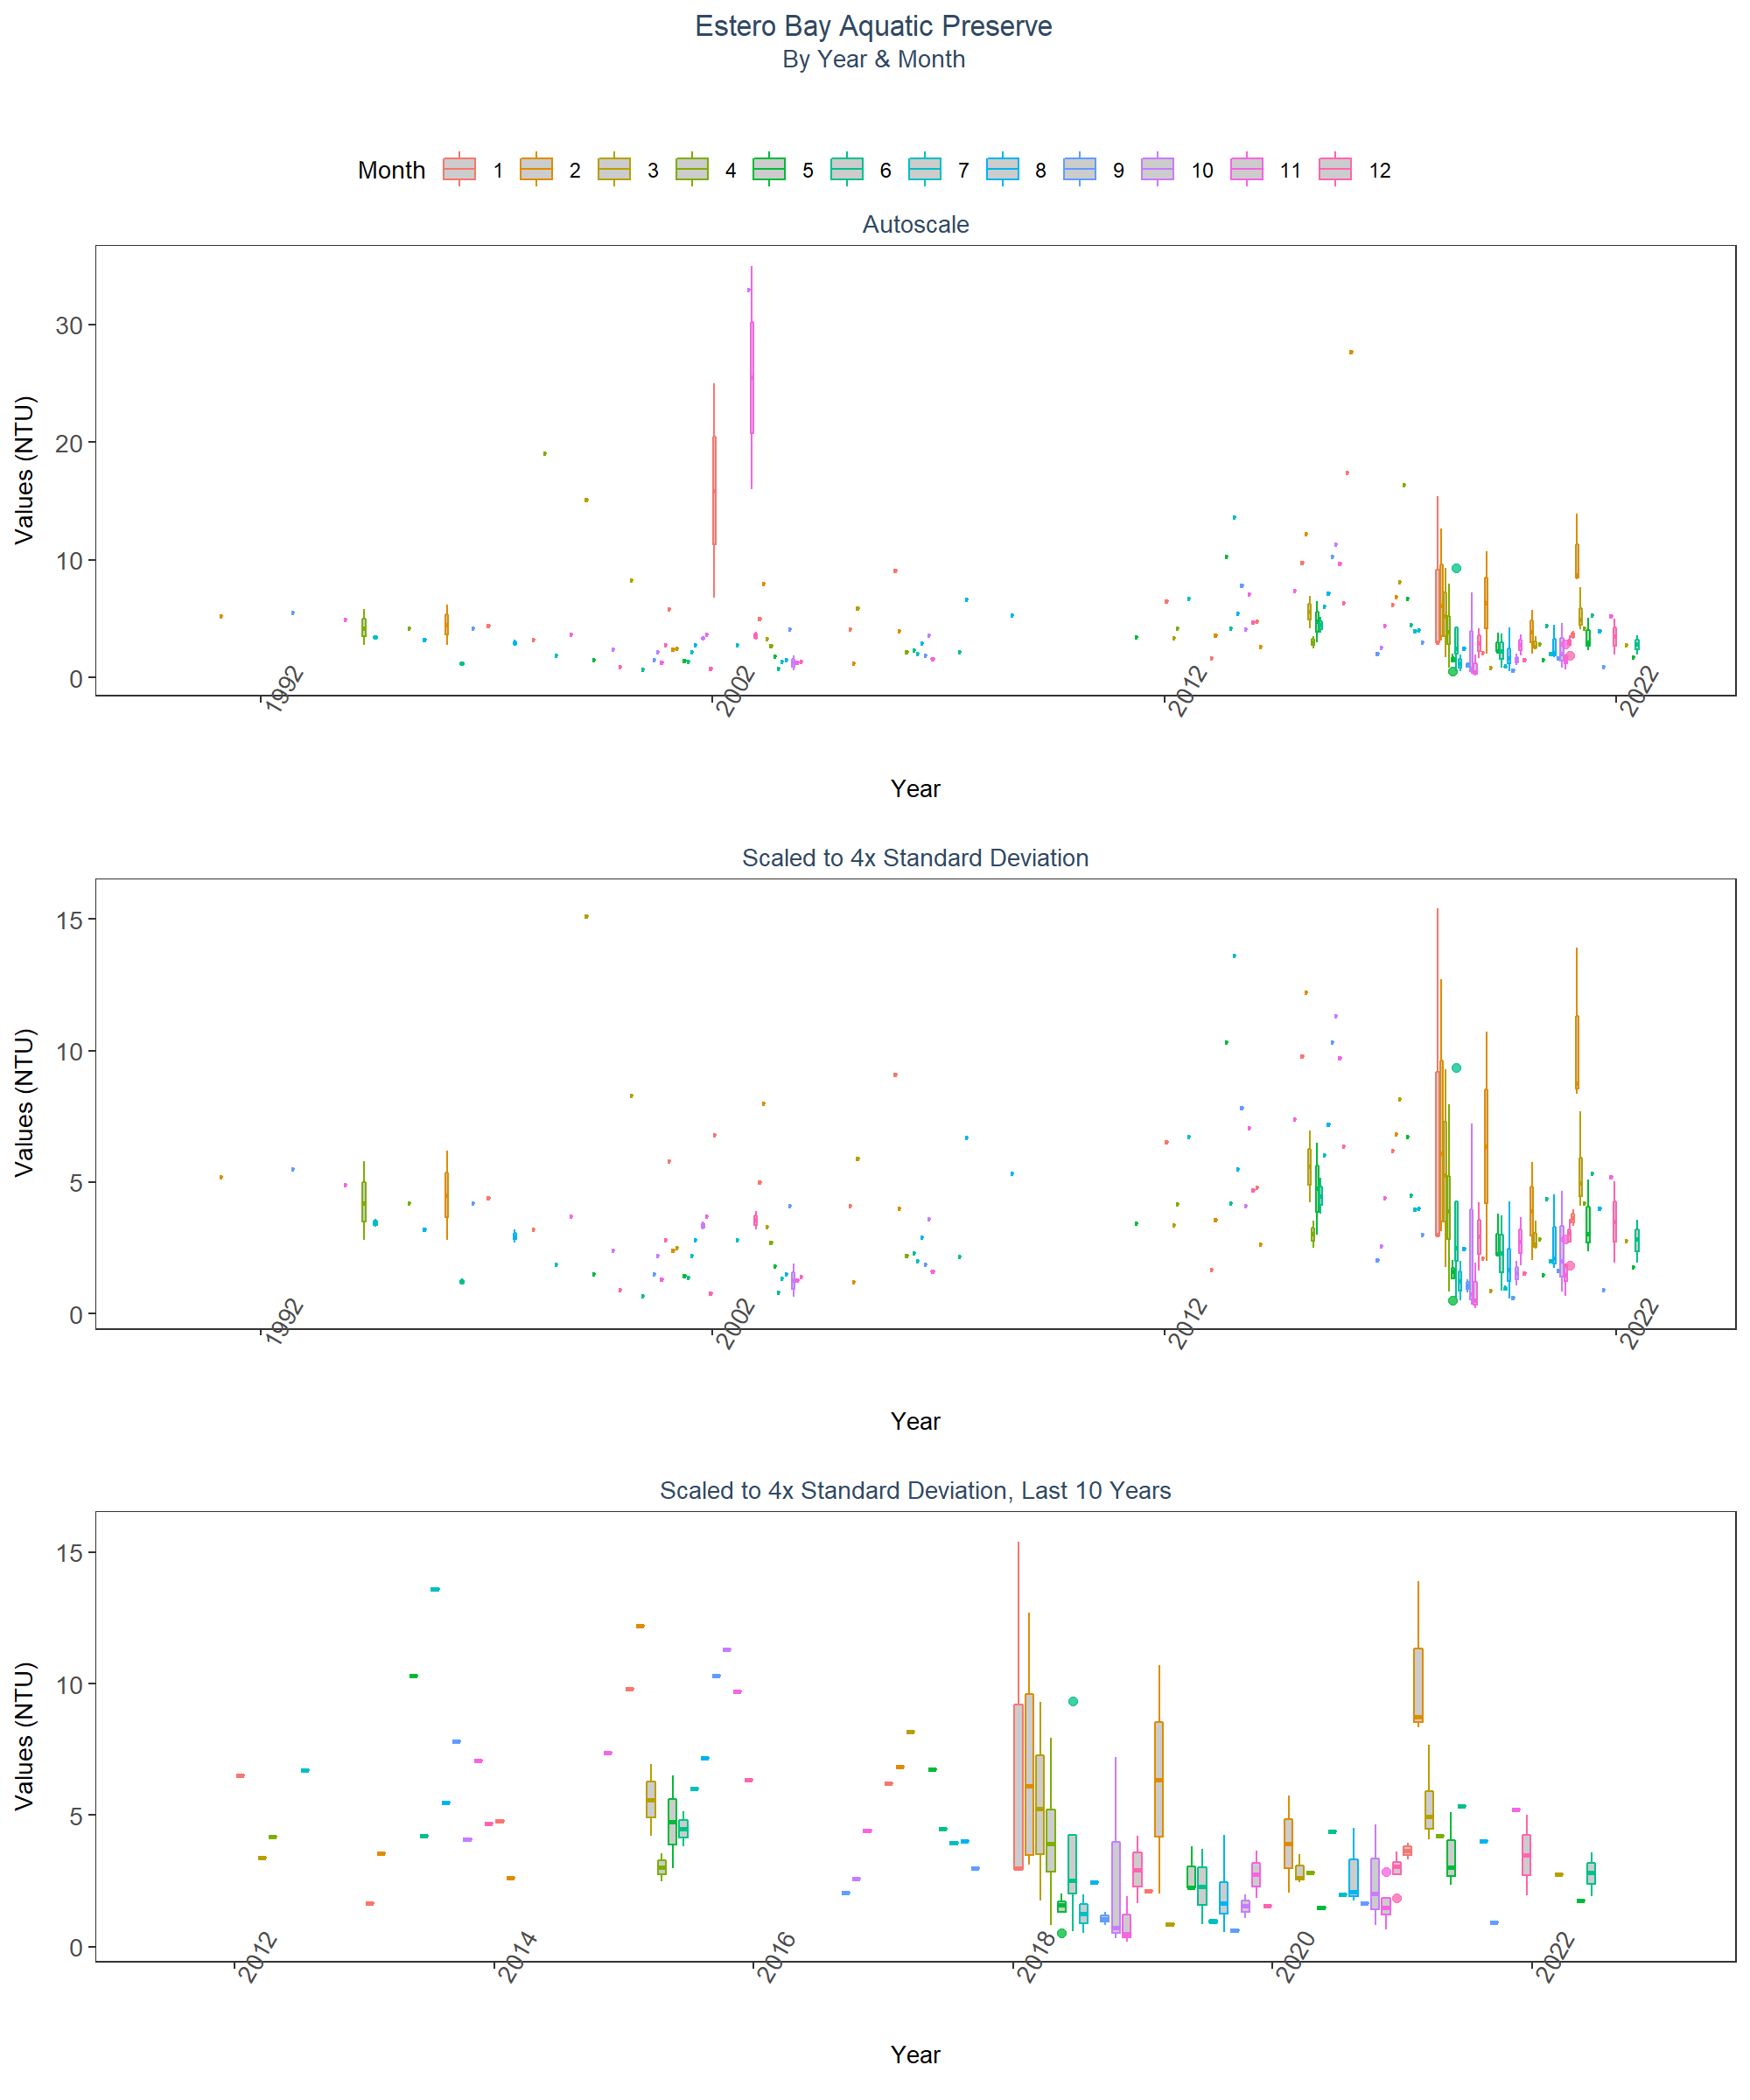 Estero Bay Aquatic Preserve
By Year & Month
Month 1 2 3 4 5 6 7 8 9 10 11 12
Autoscale
Values (NTU)
30
20
10
0
1992 2002 2012 2022
Year
Scaled to 4x Standard Deviation
Values (NTU)
15
10
5
0
1992 2002 2012 2022
Year
Scaled to 4x Standard Deviation, Last 10 Years
Values (NTU)
15
10
5
0
2012 2014 2016 2018 2020 2022
Year